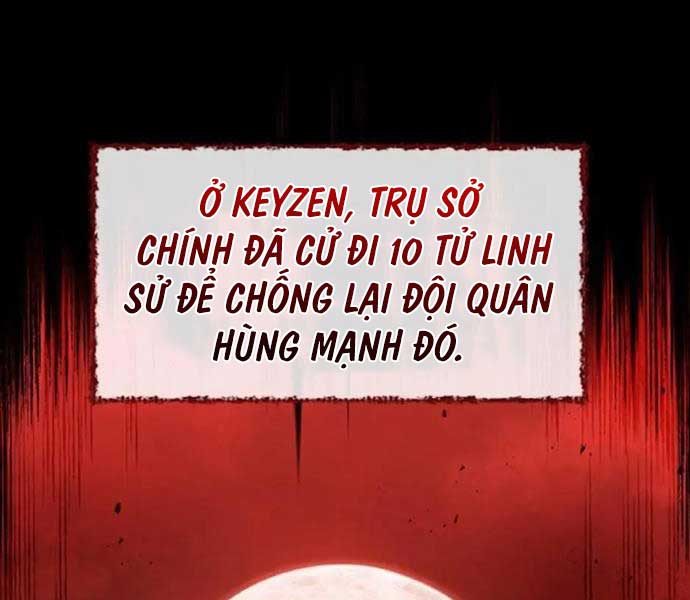 Ở KEYZEN, TRỤ SỞ
CHÍNH ĐÃ CỬ ĐI 10 TỬ LINH
SƯ ĐỂ CHỐNG LẠI ĐỘI QUÂN
HÙNG MẠNH ĐÓ.